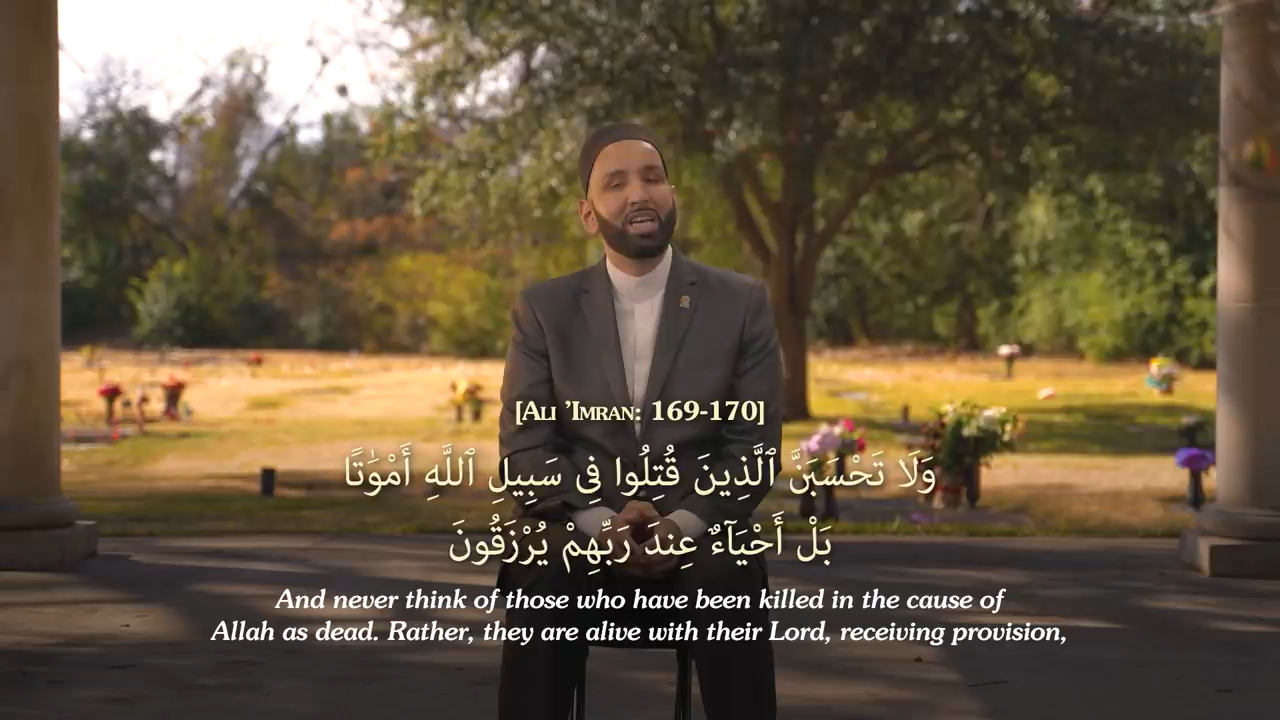 [Ali ’Imran: 169-170]
وَلَا تَحْسَبَنَّ ٱلَّذِينَ قُتِلُوا فِى سَبِيلِ ٱللَّهِ أَمْوَٰتًا
بَلْ أَحْيَآءٌ عِندَ رَبِّهِمْ يُرْزَقُونَ
And never think of those who have been killed in the cause of
Allah as dead. Rather, they are alive with their Lord, receiving provision,